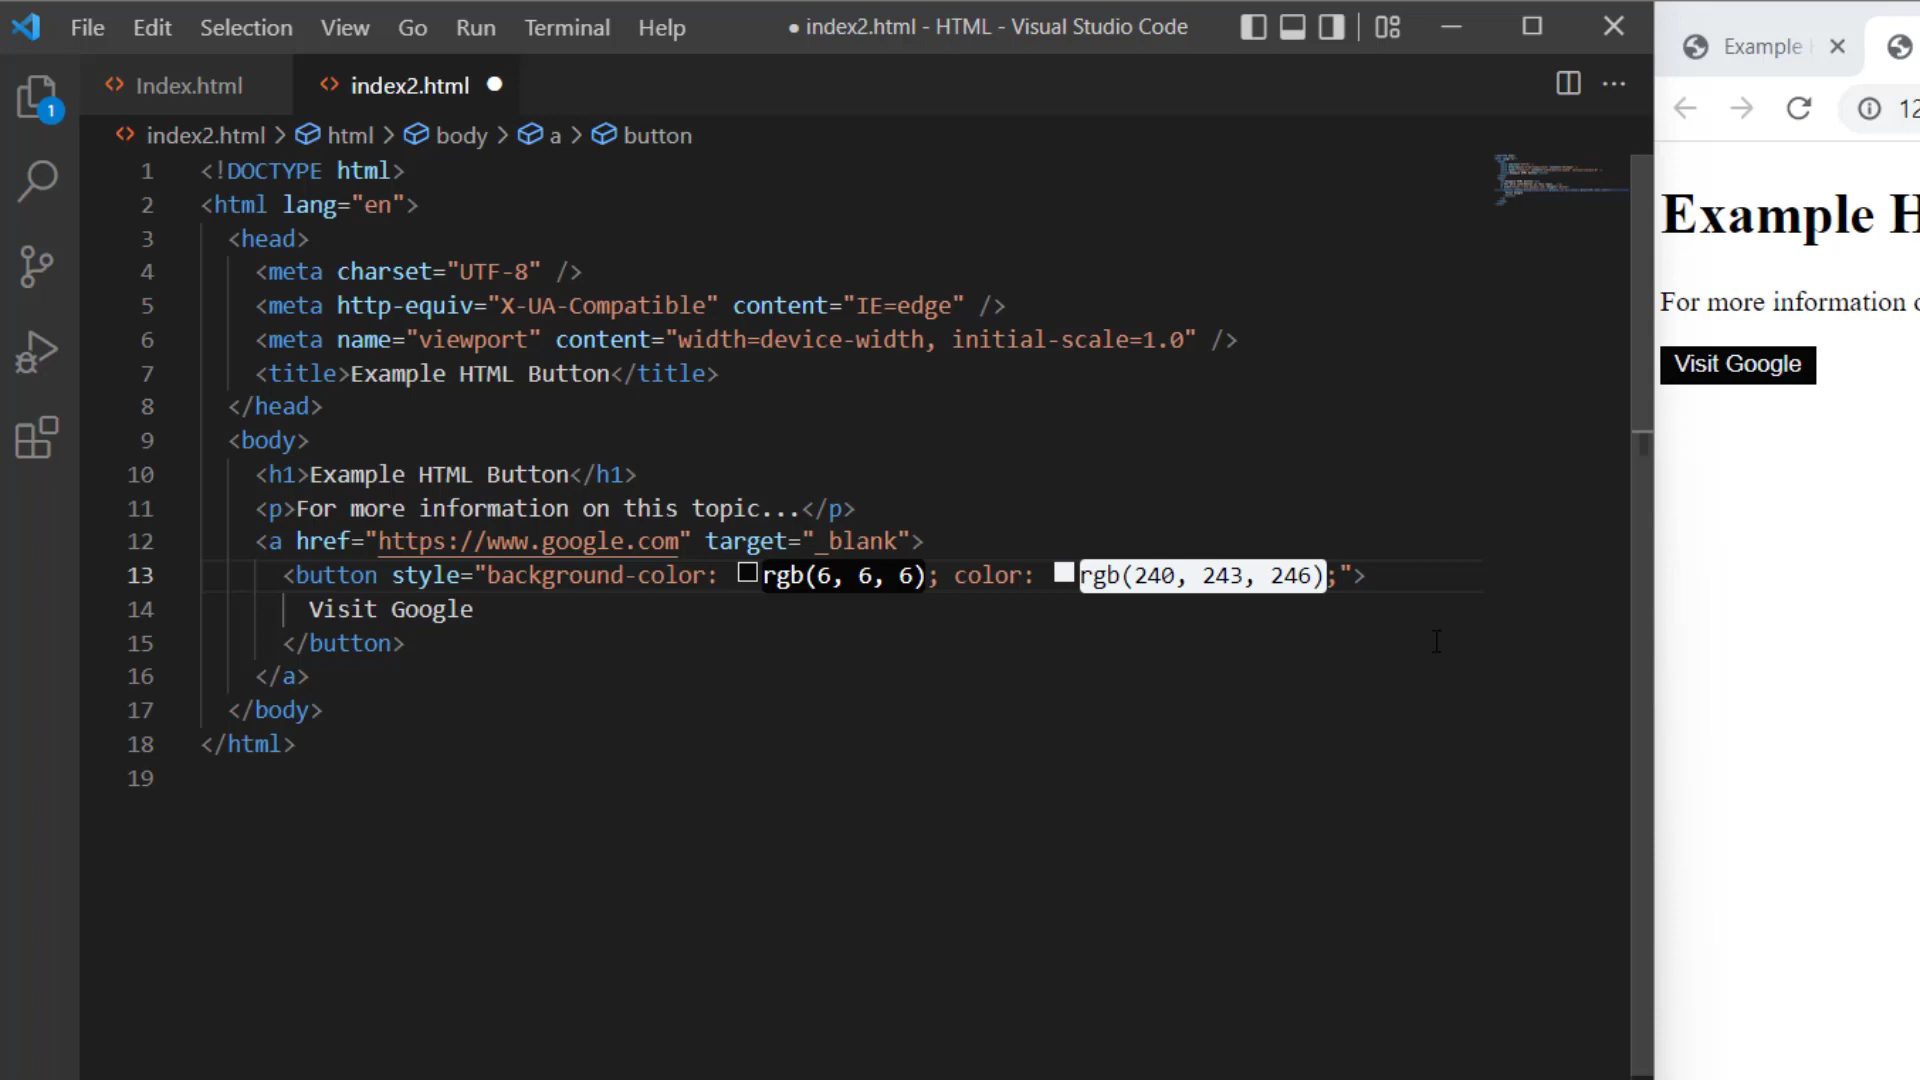 File Edit Selection View Go Run Terminal Help ● index2.html - HTML - Visual Studio Code
1
<> Index.html <> index2.html ●
<> index2.html > html > body > a > button
1 <!DOCTYPE html>
2 <html lang="en">
3 <head>
4 <meta charset="UTF-8" />
5 <meta http-equiv="X-UA-Compatible" content="IE=edge" />
6 <meta name="viewport" content="width=device-width, initial-scale=1.0" />
7 <title>Example HTML Button</title>
8 </head>
9 <body>
10 <h1>Example HTML Button</h1>
11 <p>For more information on this topic...</p>
12 <a href="https://www.google.com" target="_blank">
13 <button style="background-color: rgb(6, 6, 6); color: rgb(240, 243, 246);">
14 Visit Google
15 </button>
16 </a>
17 </body>
18 </html>
19
Example
12
Example H
For more information
Visit Google